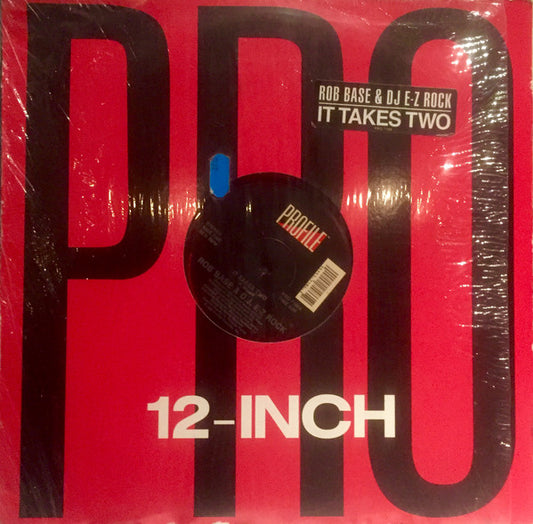 PRO
ROB BASE & DJ E-Z ROCK
IT TAKES TWO
PROFILE
ROB BASE & DJ E-Z ROCK
12-INCH